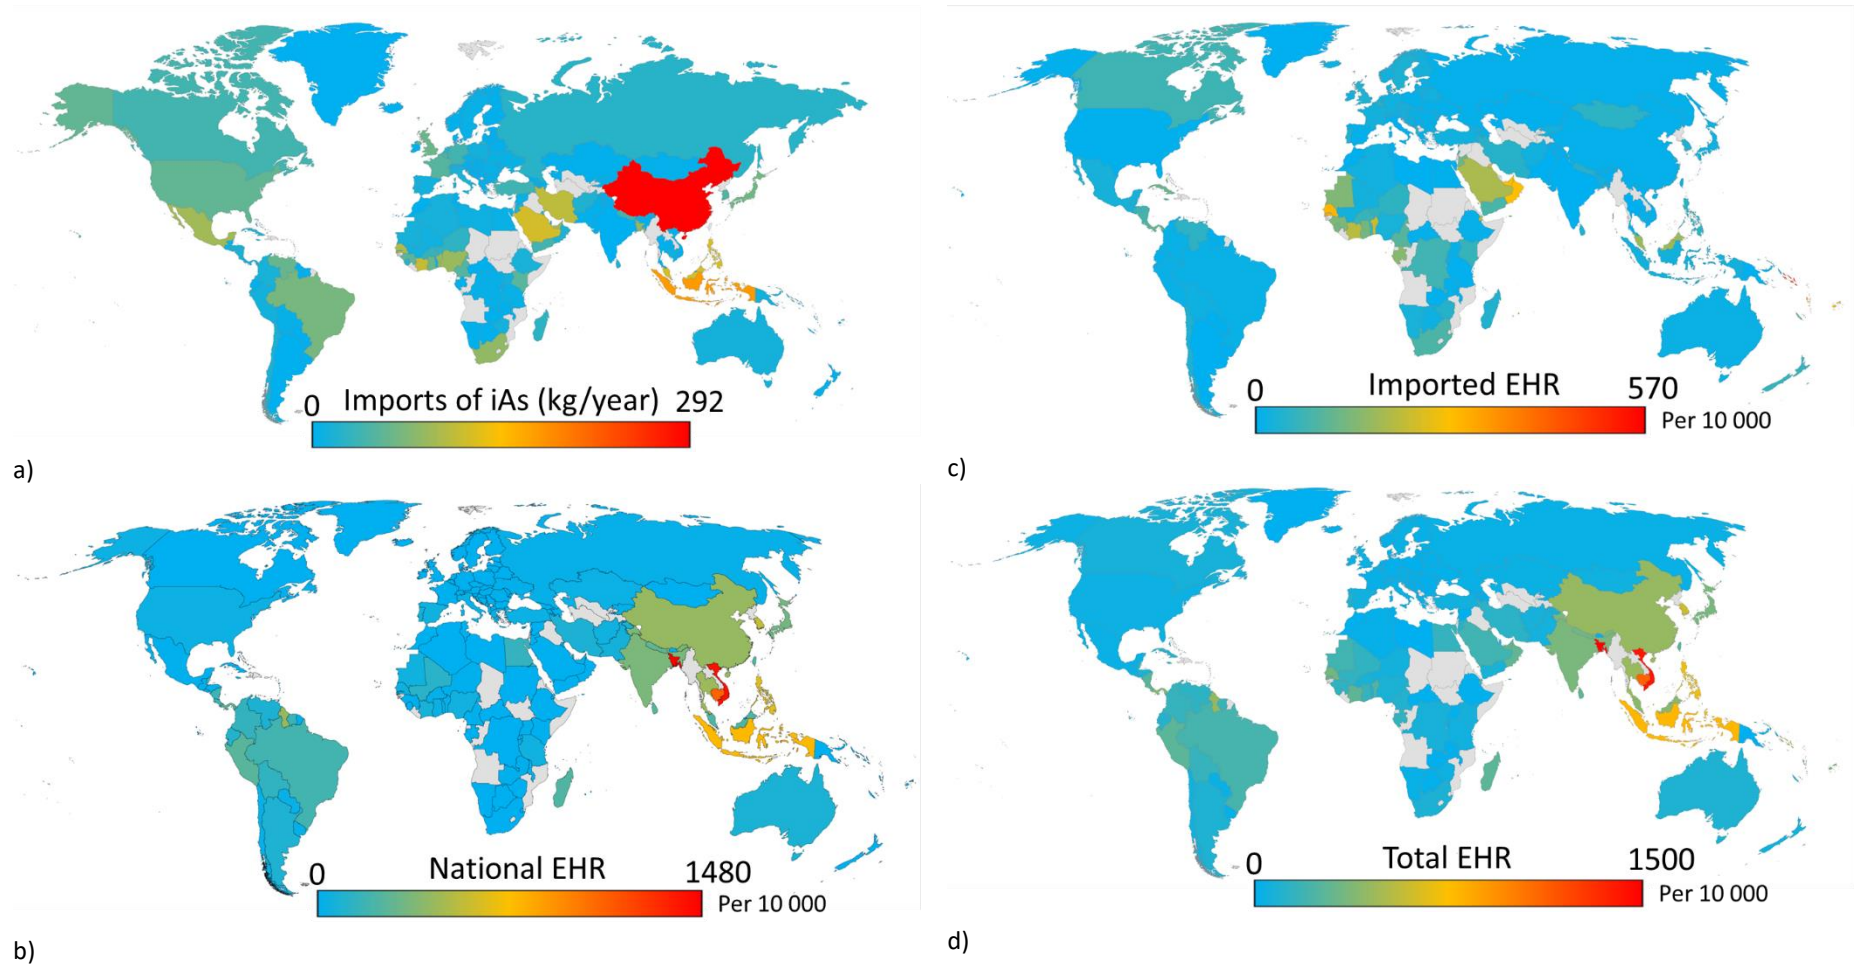 0 Imports of iAs (kg/year) 292
a)
0 Imported EHR 570
Per 10 000
c)
0 National EHR 1480
Per 10 000
b)
0 Total EHR 1500
Per 10 000
d)